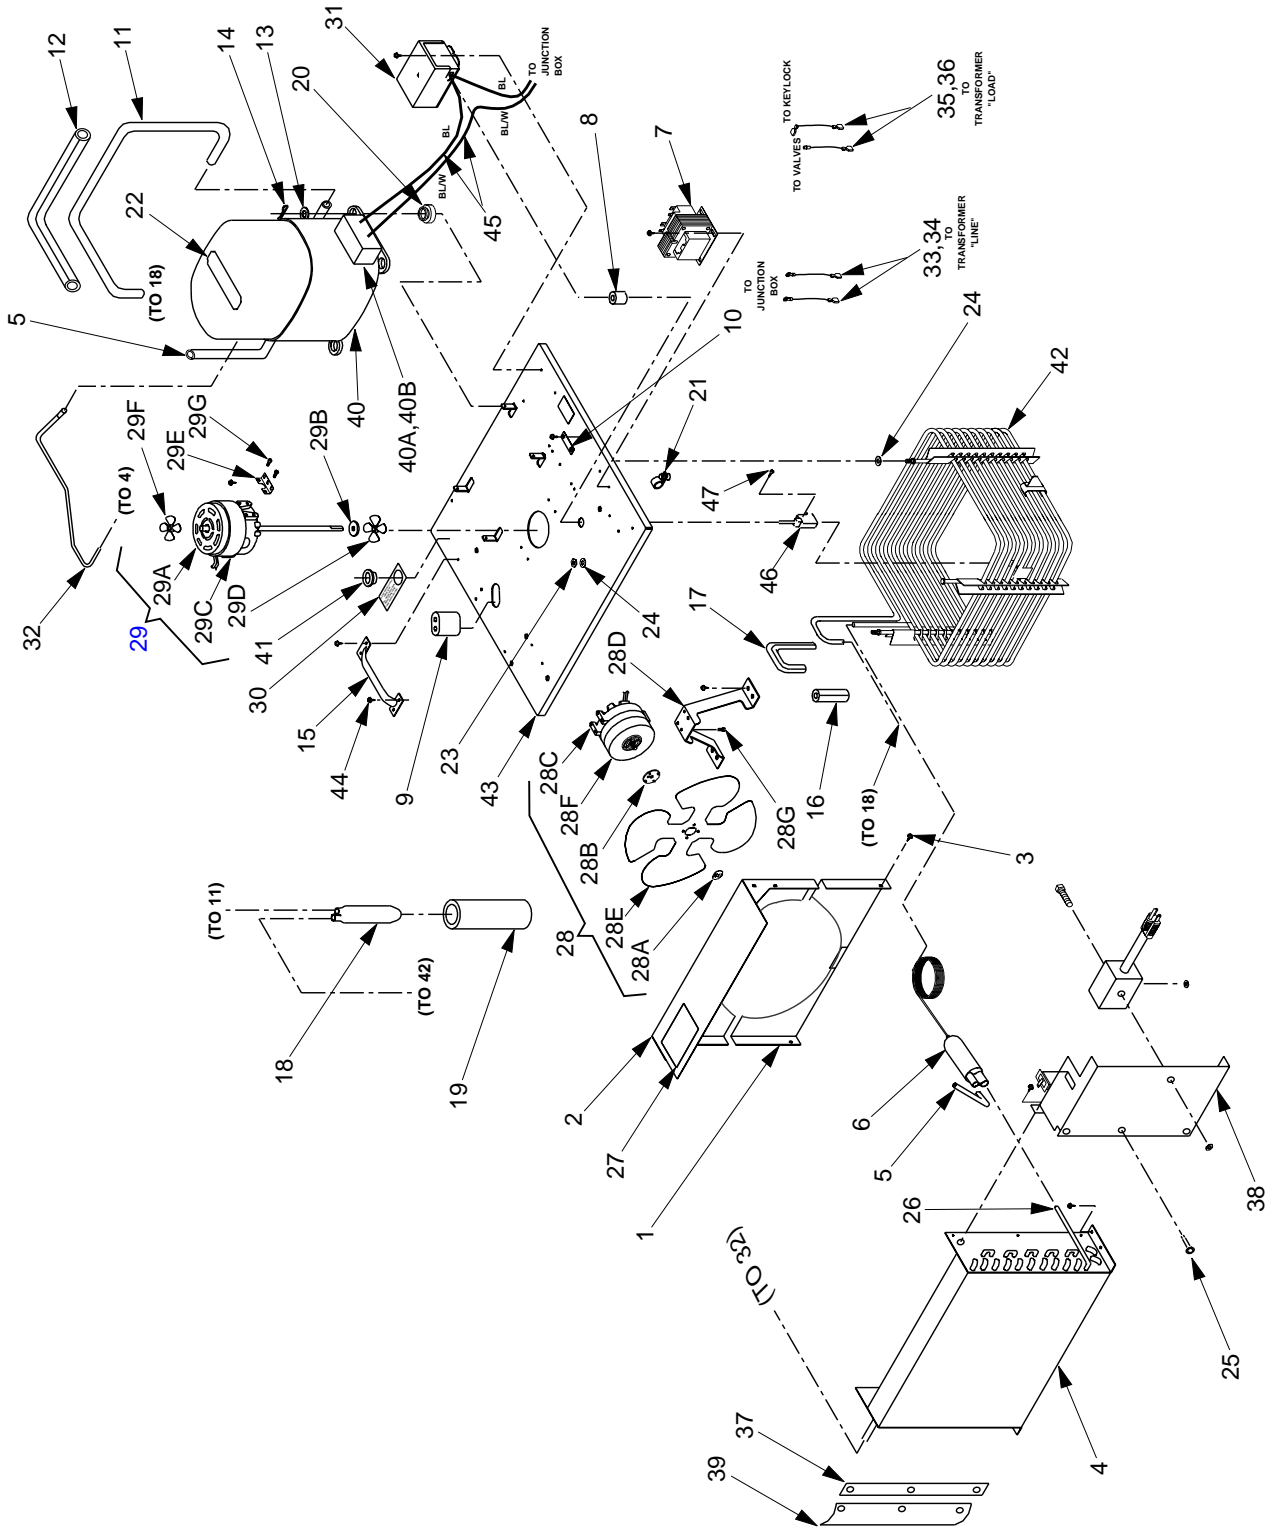 5
32
12
11
(TO 18)
22
14
13
20
31
(TO 4)
29F
29E
29G
29A
29
29C
29D
29B
40
40A,40B
BL
BL/W
45
BL
BL/W
TO
JUNCTION
BOX
41
30
15
44
9
23
43
24
(TO 11)
18
(TO 42)
19
28
28C
28F
28B
28E
28A
28D
28G
17
16
(TO 18)
3
8
7
10
21
47
46
24
42
TO
JUNCTION
BOX
33,34
TO
TRANSFORMER
"LINE"
TO VALVES
TO KEYLOCK
35,36
TO
TRANSFORMER
"LOAD"
2
27
1
6
5
26
(TO 32)
39
37
4
25
38